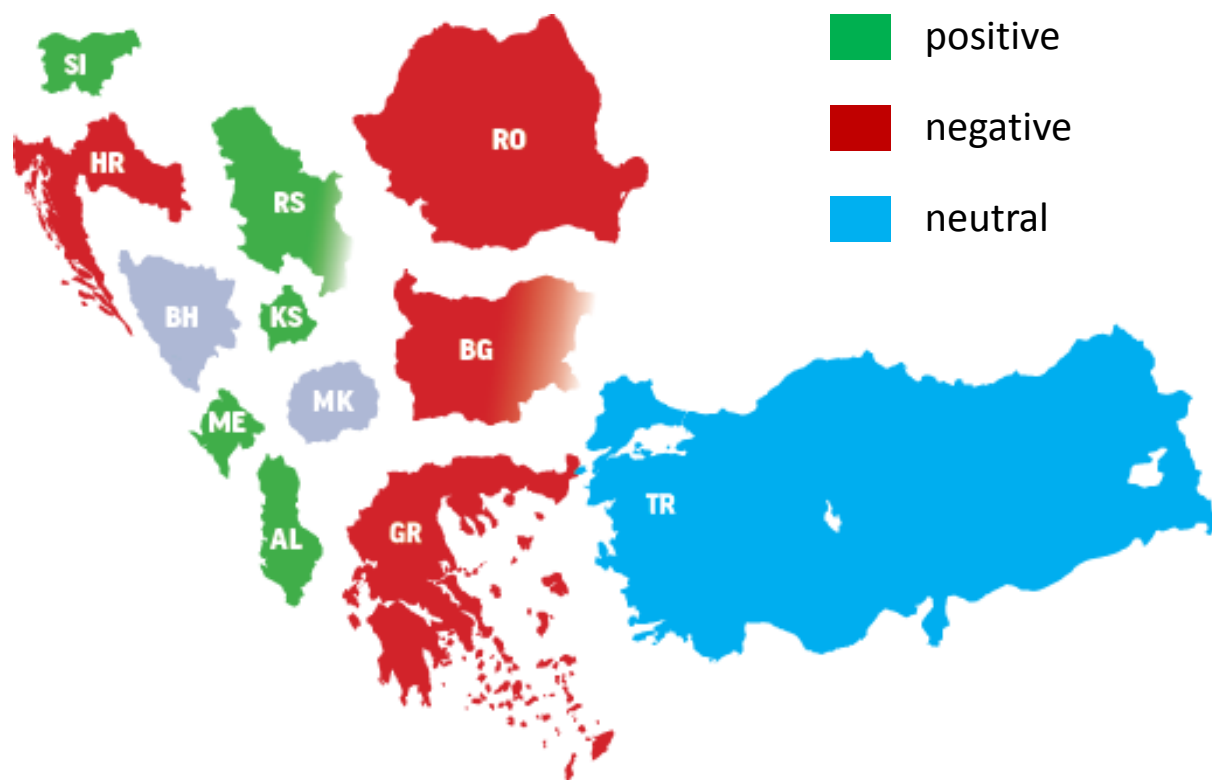 SI
positive
RO
negative
HR
RS
neutral
BH
KS
BG
MK
ME
TR
GR
AL